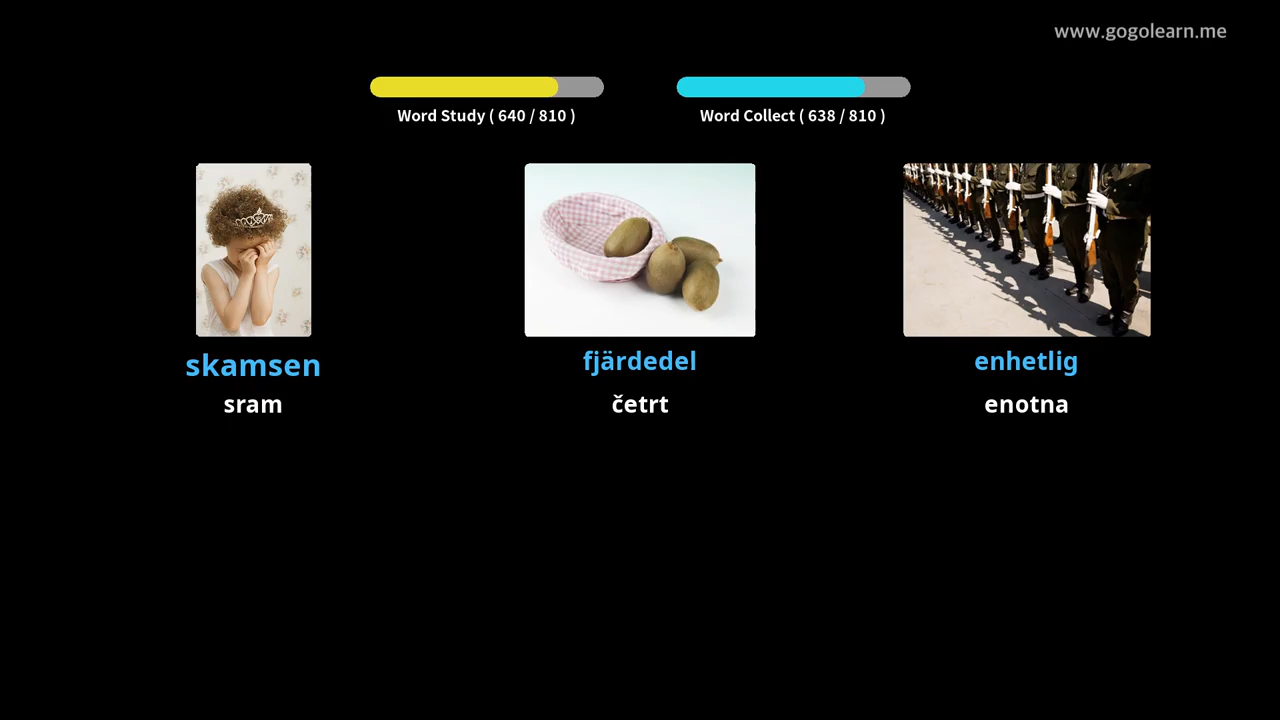 www.gogolearn.me
Word Study ( 640 / 810 )
Word Collect ( 638 / 810 )
skamsen
sram
fjärdedel
četrt
enhetlig
enotna